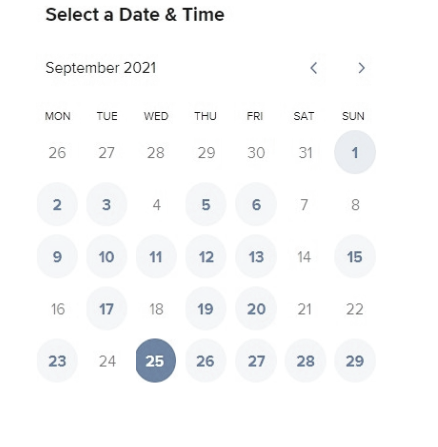 Select a Date & Time
September 2021
MON TUE WED THU FRI SAT SUN
26 27 28 29 30 31 1
2 3 4 5 6 7 8
9 10 11 12 13 14 15
16 17 18 19 20 21 22
23 24 25 26 27 28 29